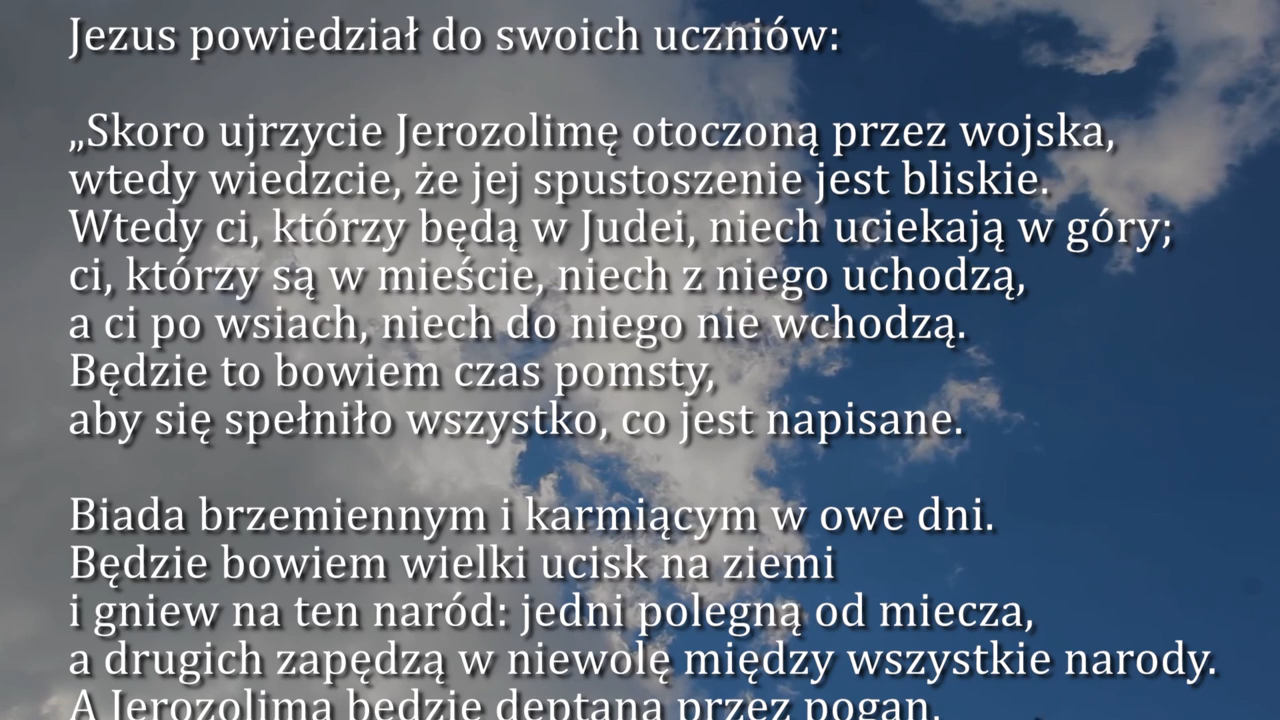 Jezus powiedział do swoich uczniów:
„Skoro ujrzycie Jerozolimę otoczoną przez wojska,
wtedy wiedzcie, że jej spustoszenie jest bliskie.
Wtedy ci, którzy będą w Judei, niech uciekają w góry;
ci, którzy są w mieście, niech z niego uchodzą,
a ci po wsiach, niech do niego nie wchodzą.
Będzie to bowiem czas pomsty,
aby się spełniło wszystko, co jest napisane.
Biada brzemiennym i karmiącym w owe dni.
Będzie bowiem wielki ucisk na ziemi
i gniew na ten naród: jedni polegną od miecza,
a drugich zapędzą w niewolę między wszystkie narody.
A Jerozolima będzie deptana przez pogan,